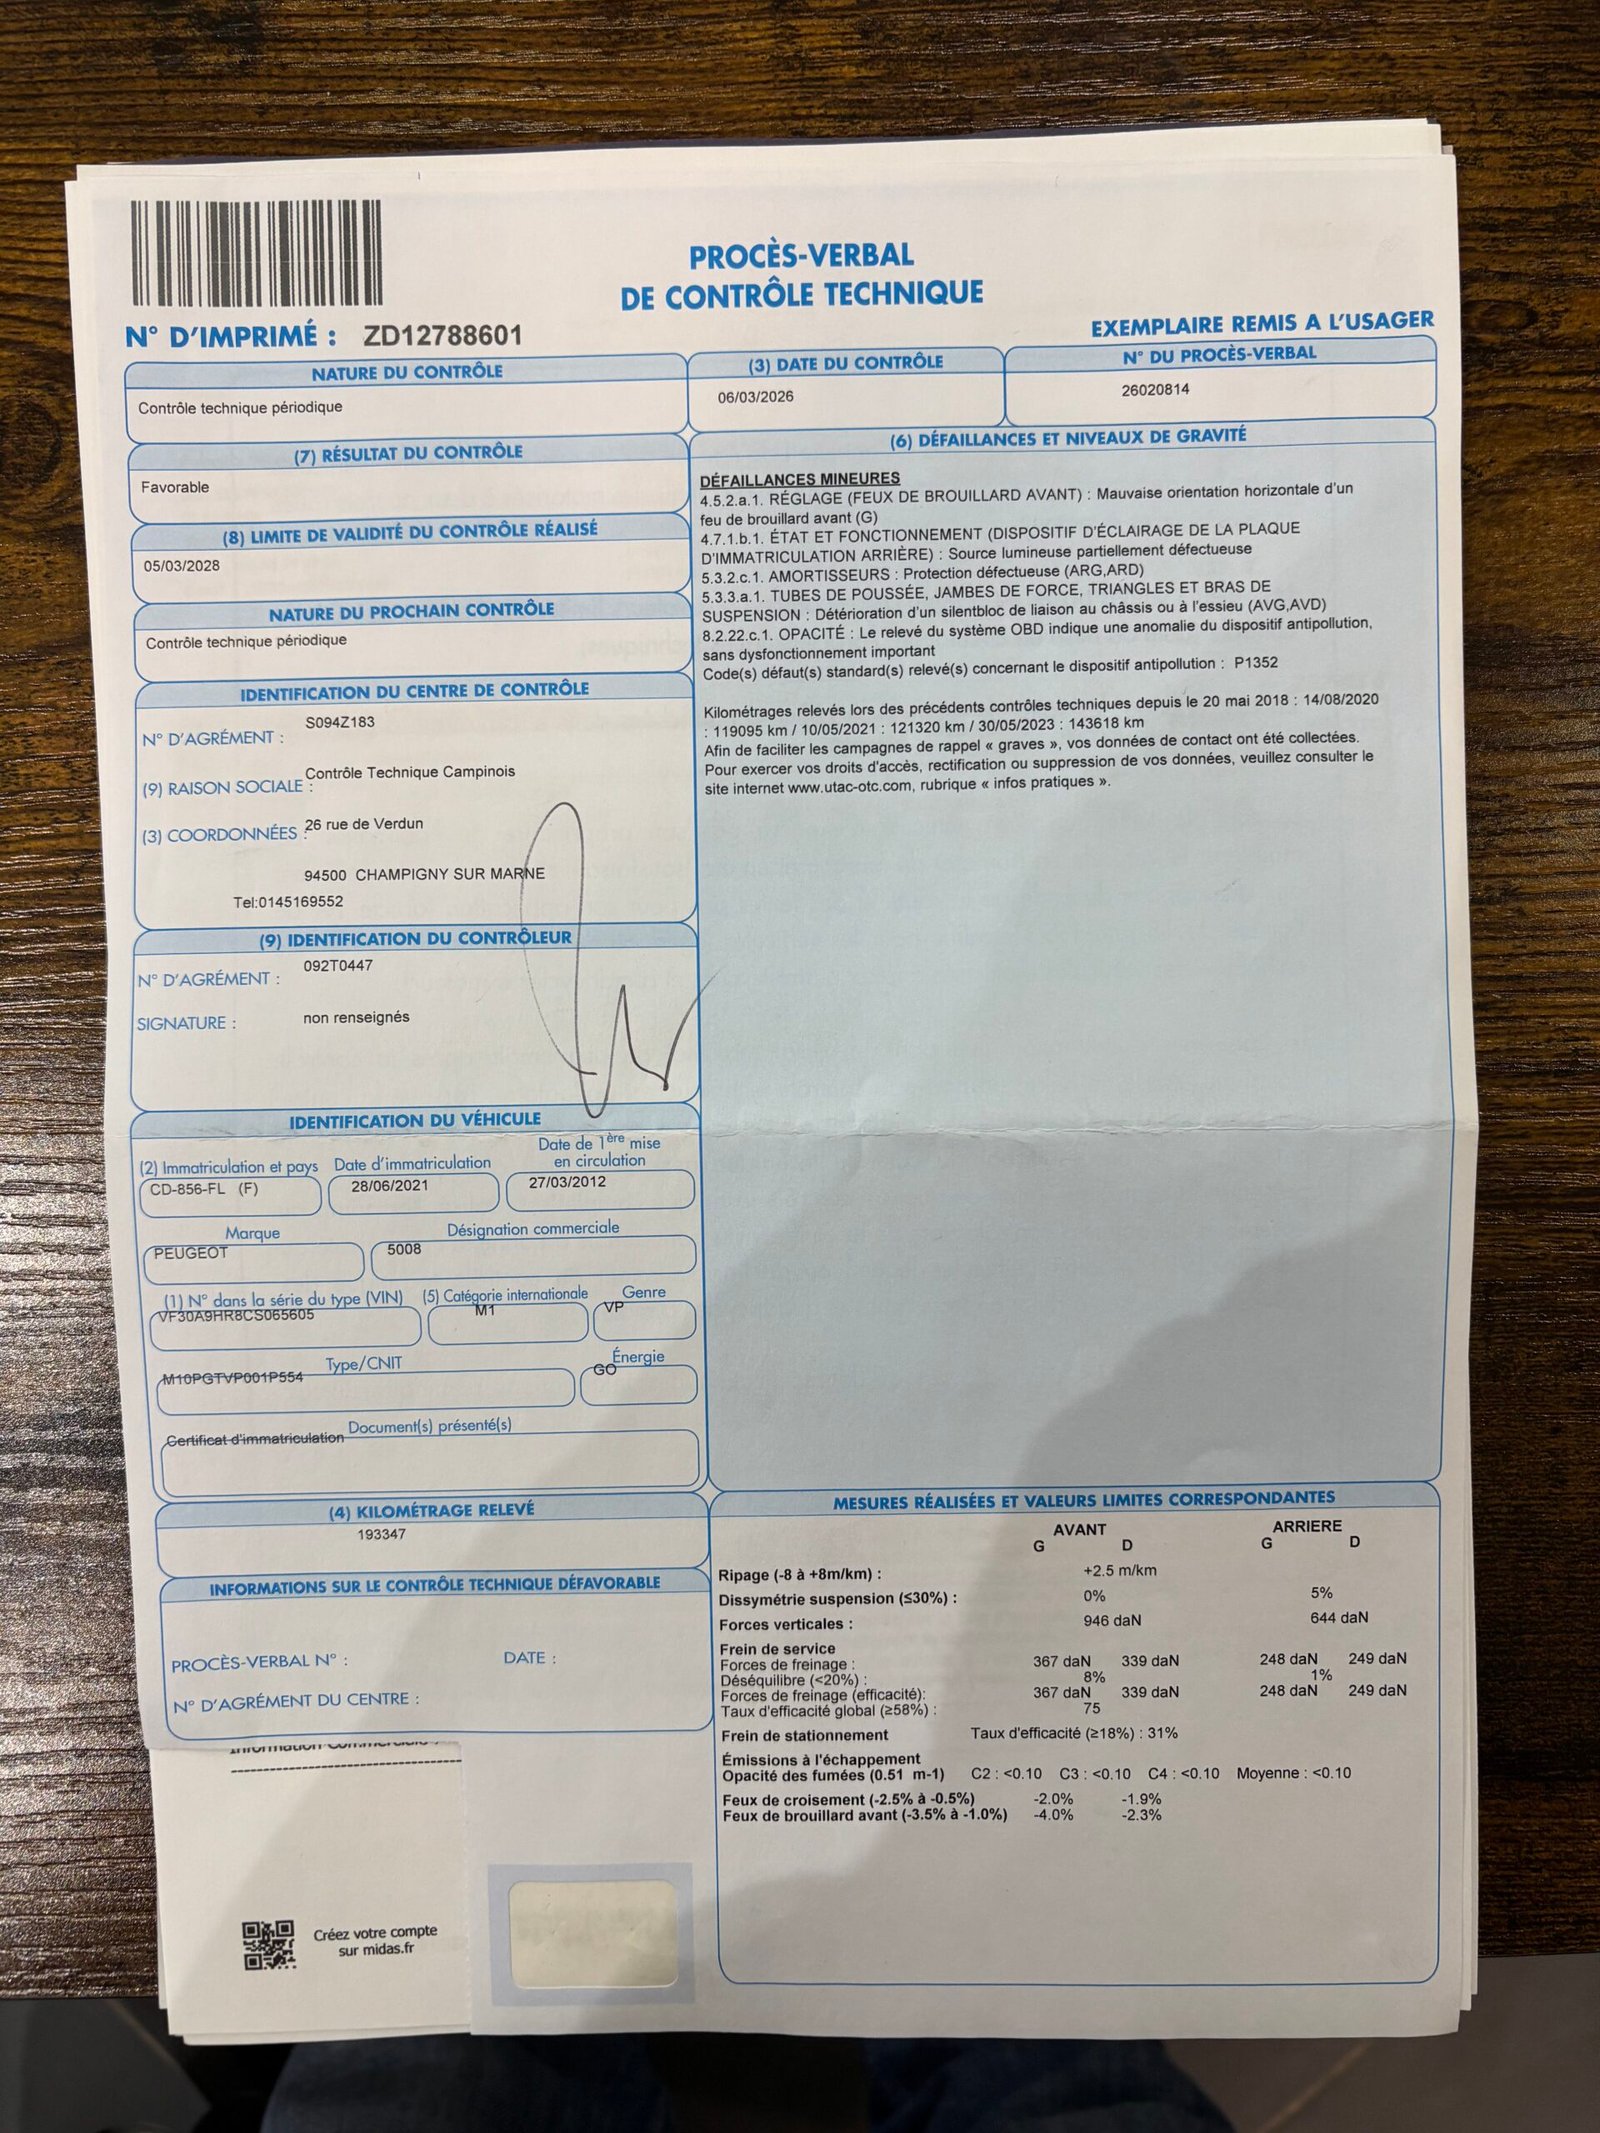 PROCÈS-VERBAL
DE CONTRÔLE TECHNIQUE
N° D'IMPRIMÉ : ZD12788601
EXEMPLAIRE REMIS A L'USAGER
NATURE DU CONTRÔLE
Contrôle technique périodique
(3) DATE DU CONTRÔLE
06/03/2026
N° DU PROCÈS-VERBAL
26020814
(7) RÉSULTAT DU CONTRÔLE
Favorable
(8) LIMITE DE VALIDITÉ DU CONTRÔLE RÉALISÉ
05/03/2028
NATURE DU PROCHAIN CONTRÔLE
Contrôle technique périodique
IDENTIFICATION DU CENTRE DE CONTRÔLE
N° D'AGRÉMENT : S094Z183
(9) RAISON SOCIALE : Contrôle Technique Campinois
(3) COORDONNÉES : 26 rue de Verdun
94500 CHAMPIGNY SUR MARNE
Tel:0145169552
(9) IDENTIFICATION DU CONTRÔLEUR
N° D'AGRÉMENT : 092T0447
SIGNATURE : non renseignés
IDENTIFICATION DU VÉHICULE
(2) Immatriculation et pays
CD-856-FL (F)
Date d'immatriculation
28/06/2021
Date de 1ère mise
en circulation
27/03/2012
Marque
PEUGEOT
Désignation commerciale
5008
(1) N° dans la série du type (VIN)
VF30A9HR8CS065605
(5) Catégorie internationale
M1
Genre
VP
Type/CNIT
M10PGTVP001P554
Énergie
GO
Document(s) présenté(s)
Certificat d'immatriculation
(4) KILOMÉTRAGE RELEVÉ
193347
INFORMATIONS SUR LE CONTRÔLE TECHNIQUE DÉFAVORABLE
PROCÈS-VERBAL N° : DATE :
N° D'AGRÉMENT DU CENTRE :
(6) DÉFAILLANCES ET NIVEAUX DE GRAVITÉ
DÉFAILLANCES MINEURES
4.5.2.a.1. RÉGLAGE (FEUX DE BROUILLARD AVANT) : Mauvaise orientation horizontale d'un
feu de brouillard avant (G)
4.7.1.b.1. ÉTAT ET FONCTIONNEMENT (DISPOSITIF D'ÉCLAIRAGE DE LA PLAQUE
D'IMMATRICULATION ARRIÈRE) : Source lumineuse partiellement défectueuse
5.3.2.c.1. AMORTISSEURS : Protection défectueuse (ARG,ARD)
5.3.3.a.1. TUBES DE POUSSÉE, JAMBES DE FORCE, TRIANGLES ET BRAS DE
SUSPENSION : Détérioration d'un silentbloc de liaison au châssis ou à l'essieu (AVG,AVD)
8.2.22.c.1. OPACITÉ : Le relevé du système OBD indique une anomalie du dispositif antipollution,
sans dysfonctionnement important
Code(s) défaut(s) standard(s) relevé(s) concernant le dispositif antipollution : P1352
Kilométrages relevés lors des précédents contrôles techniques depuis le 20 mai 2018 : 14/08/2020
: 119095 km / 10/05/2021 : 121320 km / 30/05/2023 : 143618 km
Afin de faciliter les campagnes de rappel « graves », vos données de contact ont été collectées.
Pour exercer vos droits d'accès, rectification ou suppression de vos données, veuillez consulter le
site internet www.utac-otc.com, rubrique « infos pratiques ».
MESURES RÉALISÉES ET VALEURS LIMITES CORRESPONDANTES
AVANT ARRIERE
G D G D
Ripage (-8 à +8m/km) : +2.5 m/km
Dissymétrie suspension (≤30%) : 0% 5%
Forces verticales : 946 daN 644 daN
Frein de service
Forces de freinage : 367 daN 339 daN 248 daN 249 daN
Déséquilibre (<20%) : 8% 1%
Forces de freinage (efficacité): 367 daN 339 daN 248 daN 249 daN
Taux d'efficacité global (≥58%) : 75
Frein de stationnement Taux d'efficacité (≥18%) : 31%
Émissions à l'échappement
Opacité des fumées (0.51 m-1) C2 : <0.10 C3 : <0.10 C4 : <0.10 Moyenne : <0.10
Feux de croisement (-2.5% à -0.5%) -2.0% -1.9%
Feux de brouillard avant (-3.5% à -1.0%) -4.0% -2.3%
Créez votre compte
sur midas.fr